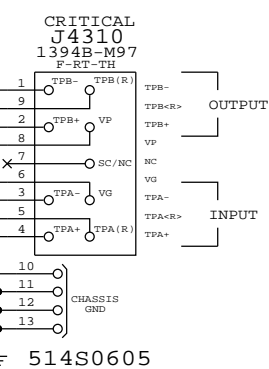 CRITICAL
J4310
1394B-M97
F-RT-TH
1 TPB- TPB(R) TPB-
9 TPB<R> OUTPUT
2 TPB+ VP TPB+
8 VP
7 SC/NC NC
6 VG
3 TPA- VG TPA-
5 TPA<R> INPUT
4 TPA+ TPA(R) TPA+
10
11
12 CHASSIS
GND
13
514S0605